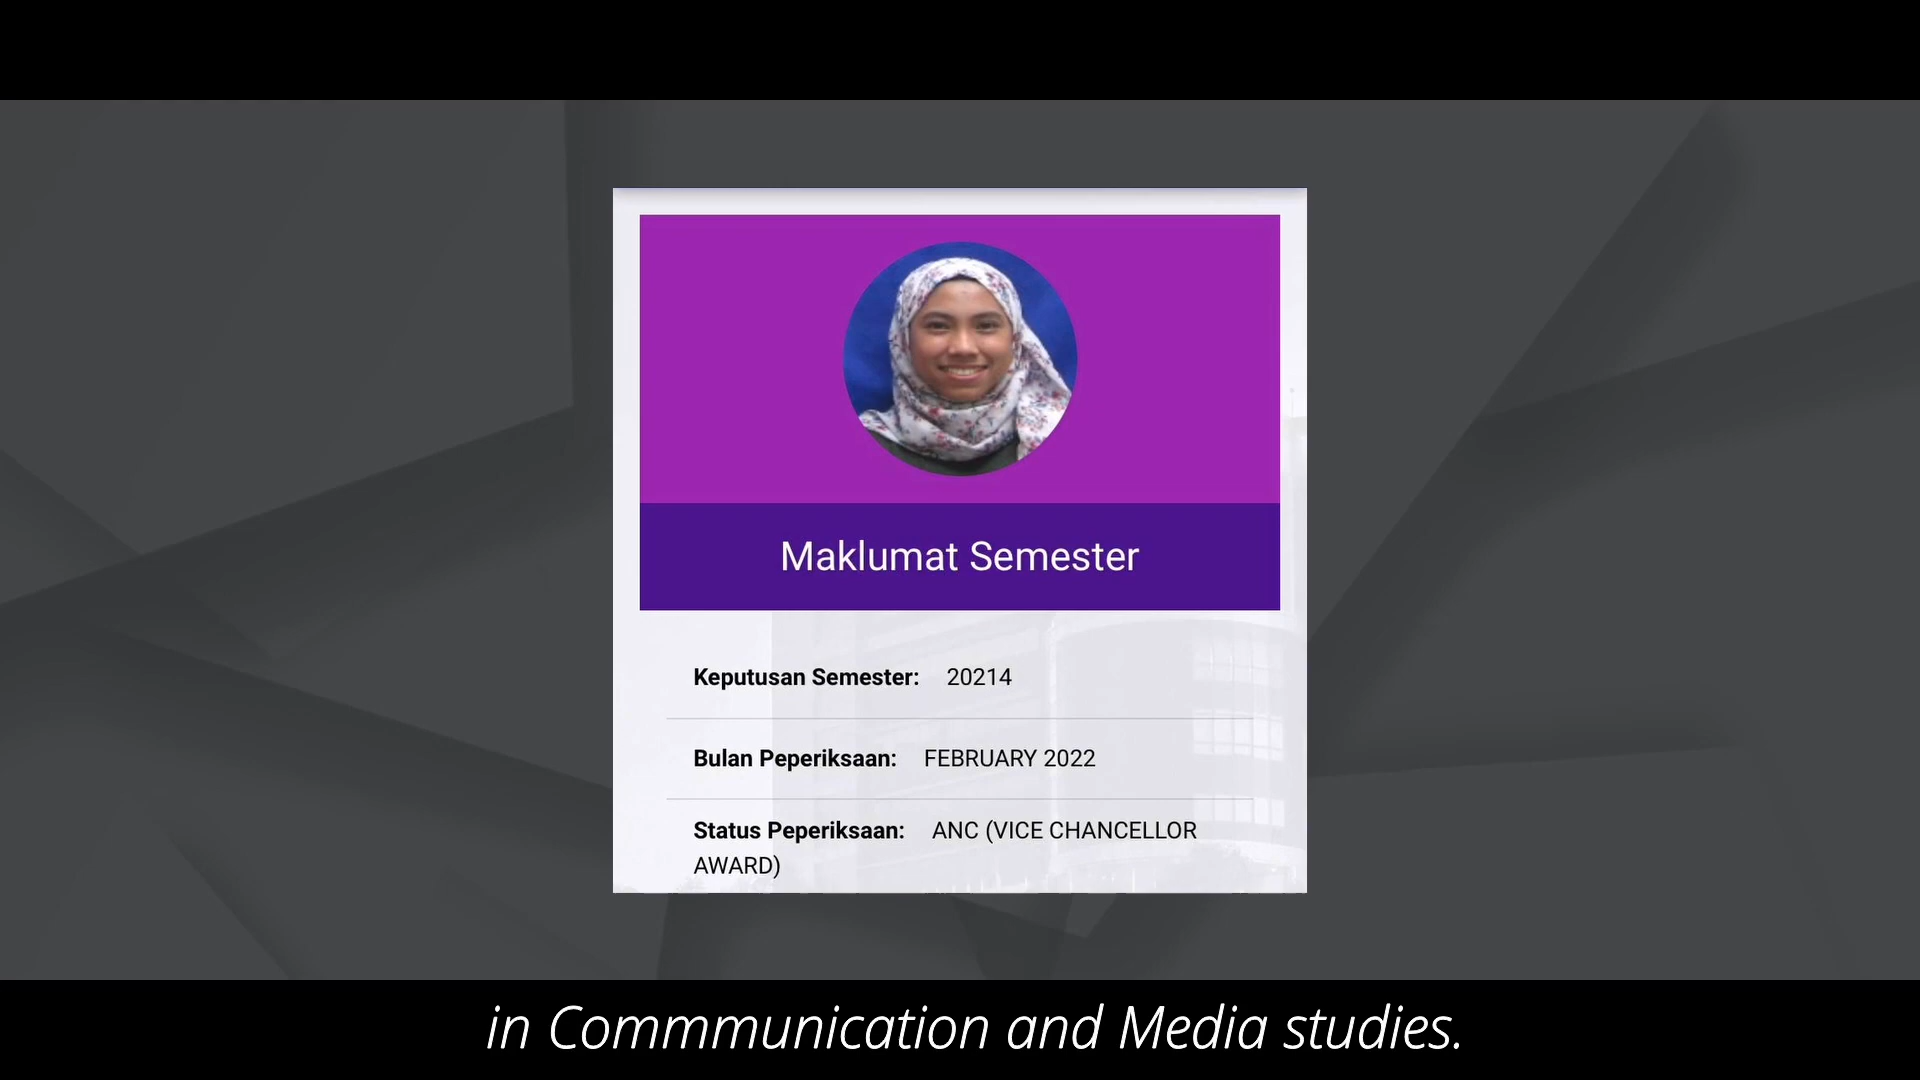 Maklumat Semester
Keputusan Semester: 20214
Bulan Peperiksaan: FEBRUARY 2022
Status Peperiksaan: ANC (VICE CHANCELLOR
AWARD)
in Commmunication and Media studies.